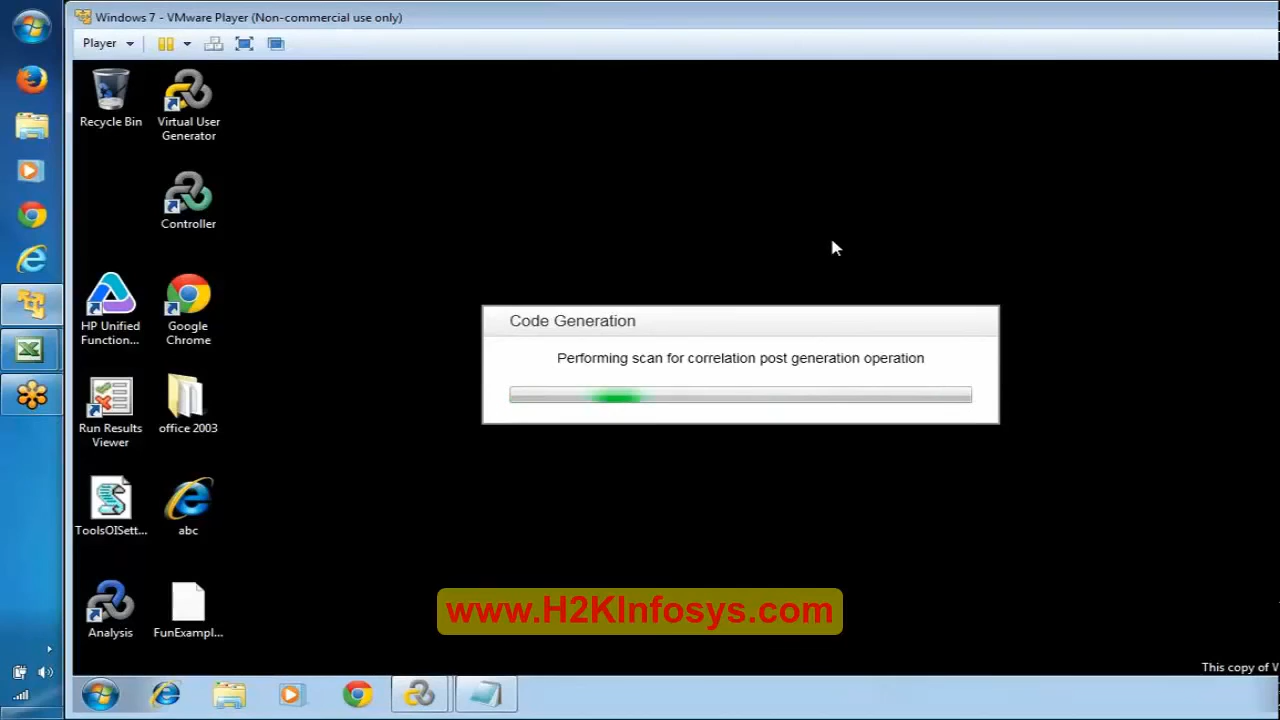 Windows 7 - VMware Player (Non-commercial use only)
Player
Recycle Bin
Virtual User
Generator
Controller
HP Unified
Function...
Google
Chrome
Code Generation
Performing scan for correlation post generation operation
Run Results
Viewer
office 2003
ToolsOISett...
abc
Analysis
FunExampl...
www.H2KInfosys.com
This copy of